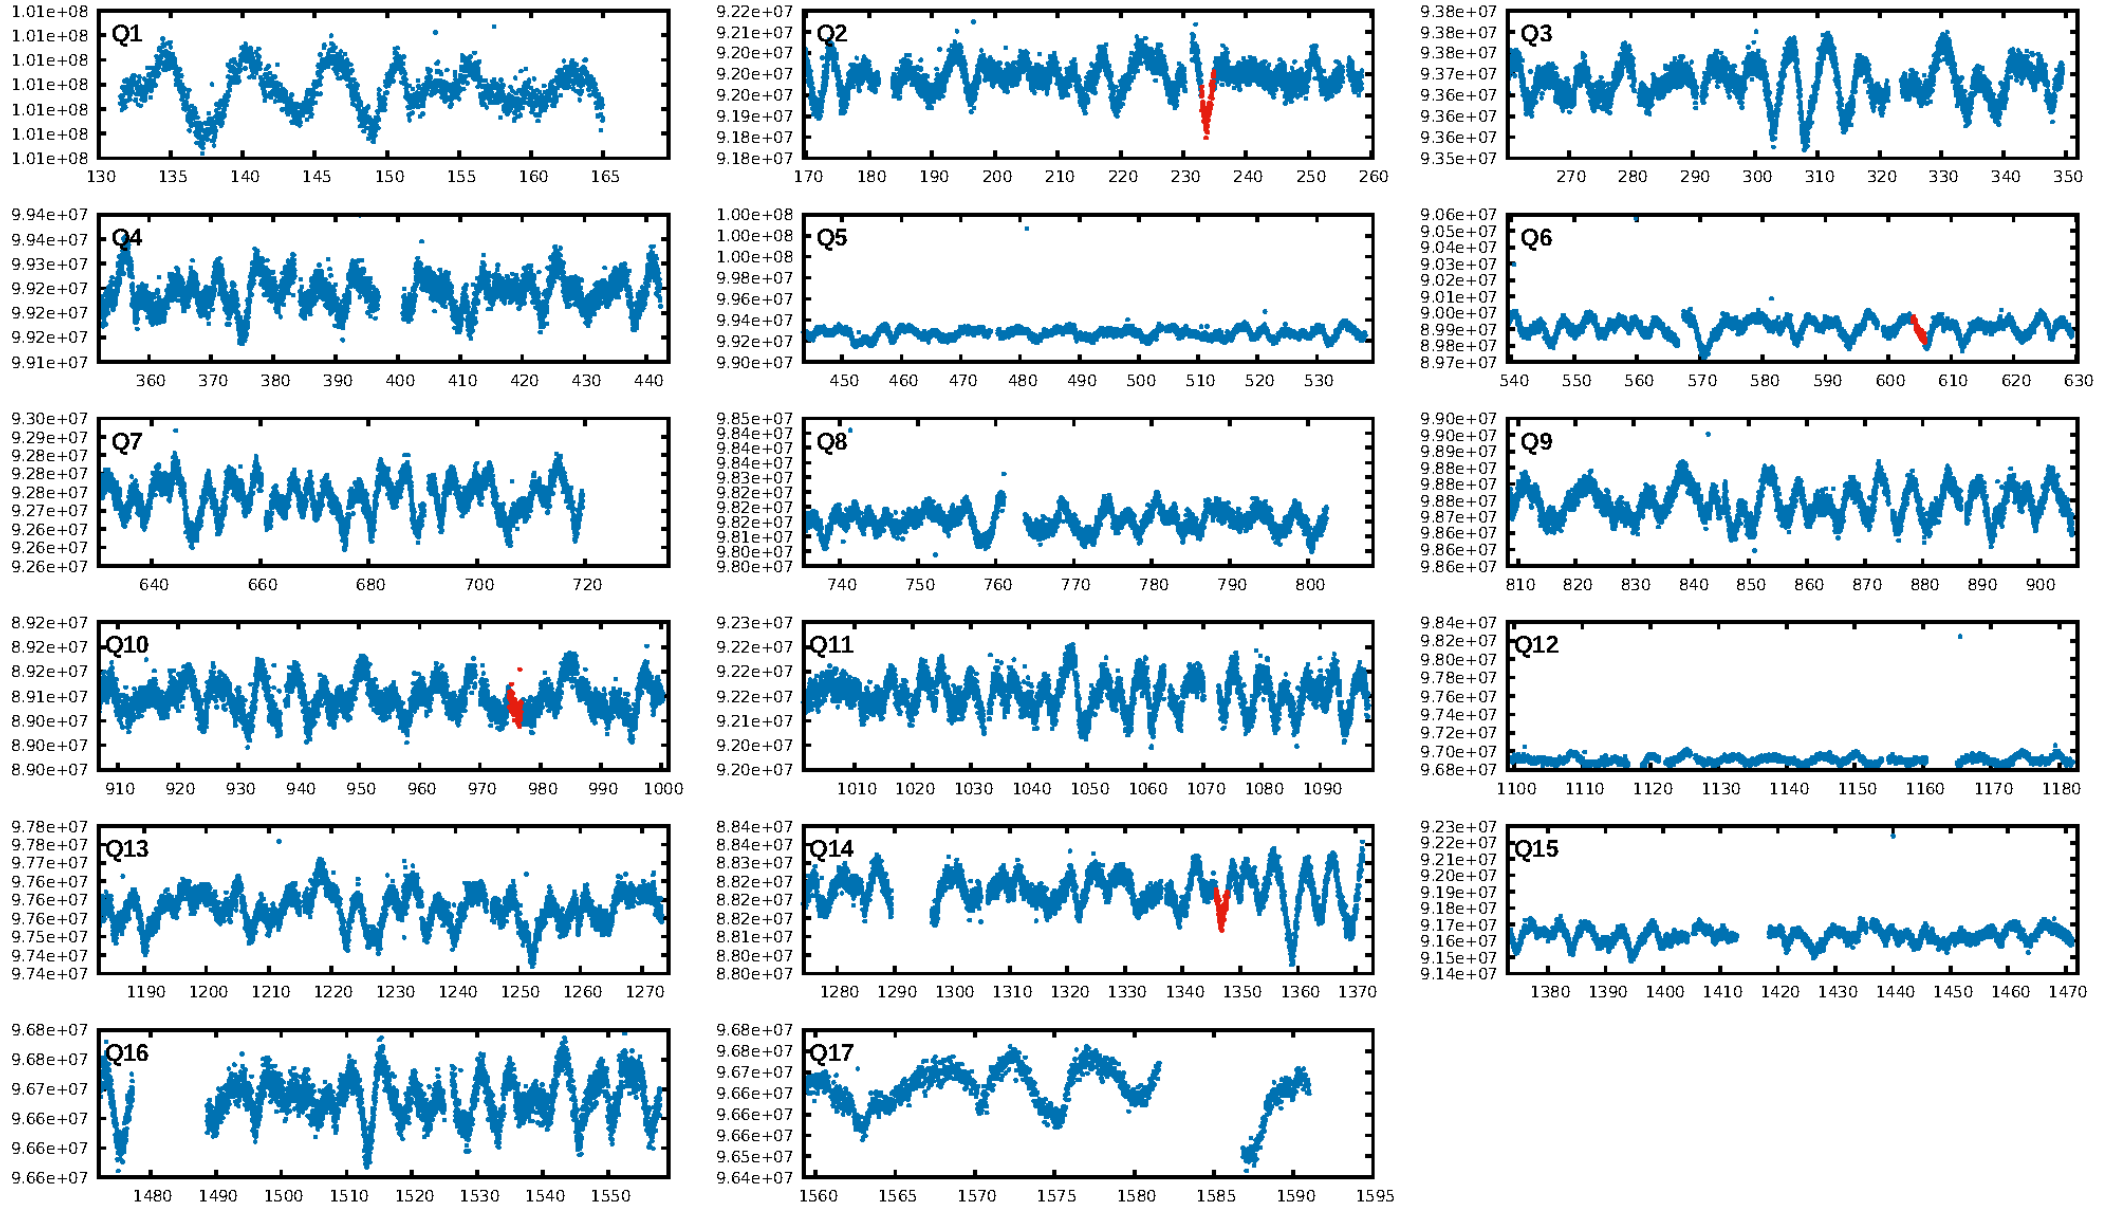 Q1
1.01e+08
1.01e+08
1.01e+08
1.01e+08
1.01e+08
1.01e+08
1.01e+08
130 135 140 145 150 155 160 165
Q2
9.22e+07
9.21e+07
9.20e+07
9.20e+07
9.20e+07
9.19e+07
9.18e+07
9.18e+07
170 180 190 200 210 220 230 240 250 260
Q3
9.38e+07
9.38e+07
9.38e+07
9.37e+07
9.36e+07
9.36e+07
9.36e+07
9.35e+07
270 280 290 300 310 320 330 340 350
Q4
9.94e+07
9.94e+07
9.93e+07
9.92e+07
9.92e+07
9.92e+07
9.91e+07
360 370 380 390 400 410 420 430 440
Q5
1.00e+08
1.00e+08
1.00e+08
9.98e+07
9.96e+07
9.94e+07
9.92e+07
9.90e+07
450 460 470 480 490 500 510 520 530
Q6
9.06e+07
9.05e+07
9.04e+07
9.03e+07
9.02e+07
9.01e+07
9.00e+07
8.99e+07
8.98e+07
8.97e+07
540 550 560 570 580 590 600 610 620 630
Q7
9.30e+07
9.29e+07
9.28e+07
9.28e+07
9.28e+07
9.27e+07
9.26e+07
9.26e+07
9.26e+07
640 660 680 700 720
Q8
9.85e+07
9.84e+07
9.84e+07
9.84e+07
9.83e+07
9.82e+07
9.82e+07
9.82e+07
9.81e+07
9.80e+07
9.80e+07
740 750 760 770 780 790 800
Q9
9.90e+07
9.90e+07
9.89e+07
9.88e+07
9.88e+07
9.88e+07
9.87e+07
9.86e+07
9.86e+07
9.86e+07
810 820 830 840 850 860 870 880 890 900
Q10
8.92e+07
8.92e+07
8.92e+07
8.91e+07
8.90e+07
8.90e+07
8.90e+07
910 920 930 940 950 960 970 980 990 1000
Q11
9.23e+07
9.22e+07
9.22e+07
9.22e+07
9.21e+07
9.20e+07
9.20e+07
1010 1020 1030 1040 1050 1060 1070 1080 1090
Q12
9.84e+07
9.82e+07
9.80e+07
9.78e+07
9.76e+07
9.74e+07
9.72e+07
9.70e+07
9.68e+07
1100 1110 1120 1130 1140 1150 1160 1170 1180
Q13
9.78e+07
9.78e+07
9.77e+07
9.76e+07
9.76e+07
9.76e+07
9.75e+07
9.74e+07
9.74e+07
1190 1200 1210 1220 1230 1240 1250 1260 1270
Q14
8.84e+07
8.84e+07
8.83e+07
8.82e+07
8.82e+07
8.82e+07
8.81e+07
8.80e+07
8.80e+07
1280 1290 1300 1310 1320 1330 1340 1350 1360 1370
Q15
9.23e+07
9.22e+07
9.21e+07
9.20e+07
9.19e+07
9.18e+07
9.17e+07
9.16e+07
9.15e+07
9.14e+07
1380 1390 1400 1410 1420 1430 1440 1450 1460 1470
Q16
9.68e+07
9.68e+07
9.67e+07
9.66e+07
9.66e+07
9.66e+07
1480 1490 1500 1510 1520 1530 1540 1550
Q17
9.68e+07
9.68e+07
9.67e+07
9.66e+07
9.66e+07
9.65e+07
9.64e+07
1560 1565 1570 1575 1580 1585 1590 1595